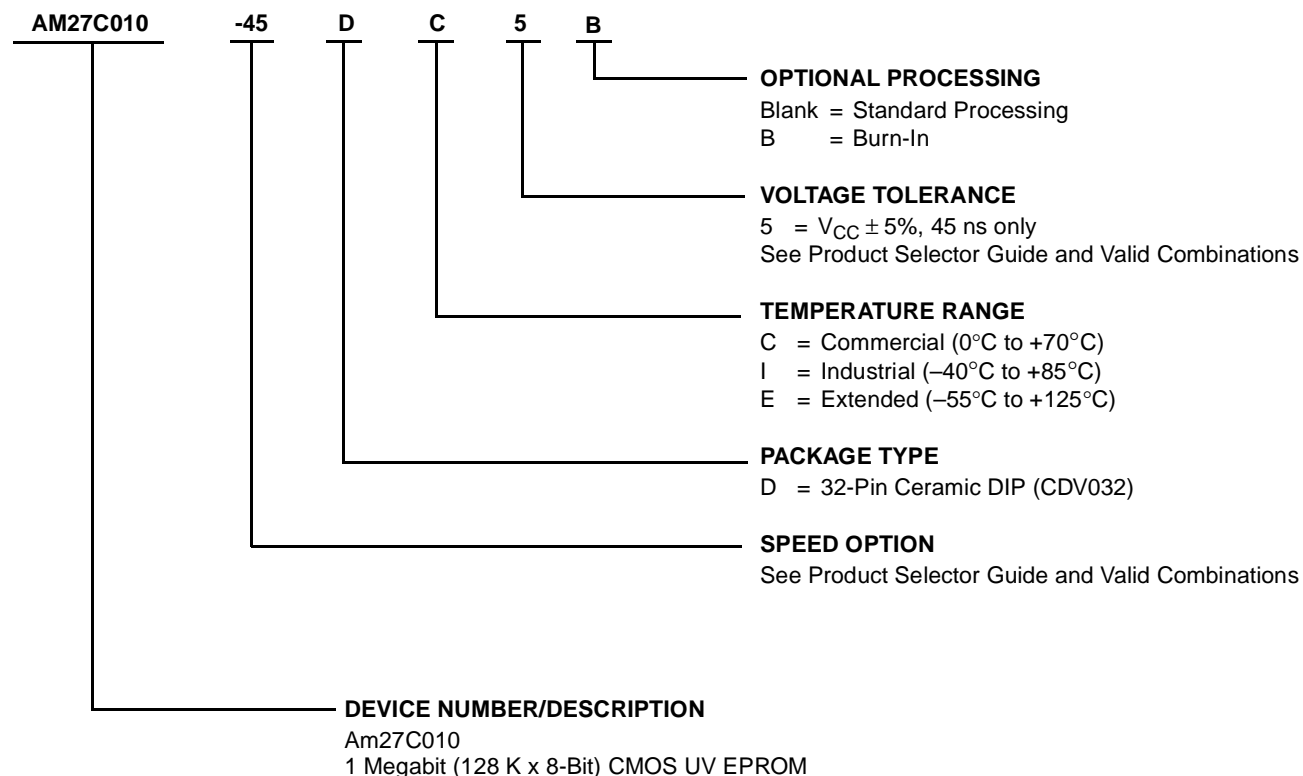 AM27C010 -45 D C 5 B
OPTIONAL PROCESSING
Blank = Standard Processing
B = Burn-In
VOLTAGE TOLERANCE
5 = VCC ± 5%, 45 ns only
See Product Selector Guide and Valid Combinations
TEMPERATURE RANGE
C = Commercial (0°C to +70°C)
I = Industrial (–40°C to +85°C)
E = Extended (–55°C to +125°C)
PACKAGE TYPE
D = 32-Pin Ceramic DIP (CDV032)
SPEED OPTION
See Product Selector Guide and Valid Combinations
DEVICE NUMBER/DESCRIPTION
Am27C010
1 Megabit (128 K x 8-Bit) CMOS UV EPROM